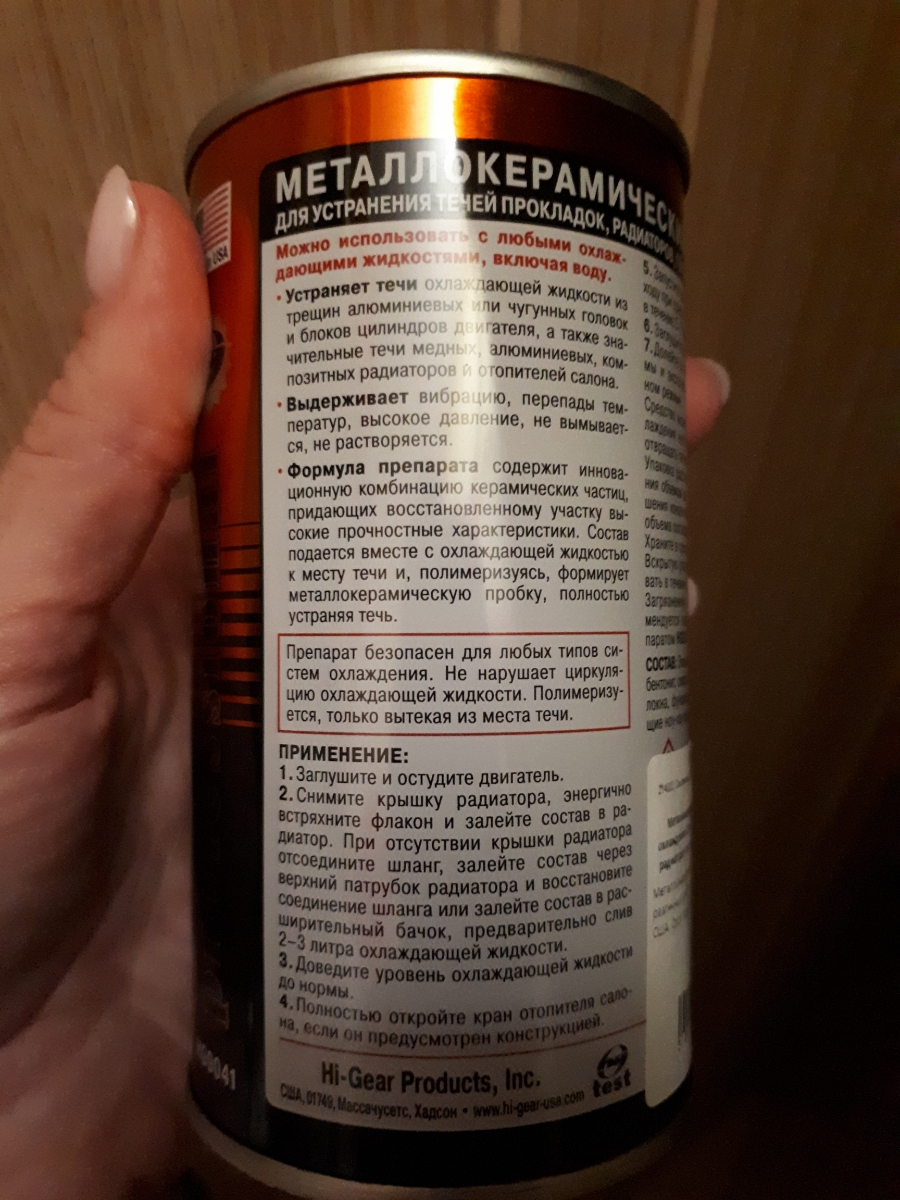 МЕТАЛЛОКЕРАМИЧЕСК
ДЛЯ УСТРАНЕНИЯ ТЕЧЕЙ ПРОКЛАДОК, РАДИАТОРОВ
USA
Можно использовать с любыми охлаж-
дающими жидкостями, включая воду.
• Устраняет течи охлаждающей жидкости из
трещин алюминиевых или чугунных головок
и блоков цилиндров двигателя, а также зна-
чительные течи медных, алюминиевых, ком-
позитных радиаторов и отопителей салона.
• Выдерживает вибрацию, перепады тем-
ператур, высокое давление, не вымывает-
ся, не растворяется.
• Формула препарата содержит иннова-
ционную комбинацию керамических частиц,
придающих восстановленному участку вы-
сокие прочностные характеристики. Состав
подается вместе с охлаждающей жидкостью
к месту течи и, полимеризуясь, формирует
металлокерамическую пробку, полностью
устраняя течь.
Препарат безопасен для любых типов си-
стем охлаждения. Не нарушает циркуля-
цию охлаждающей жидкости. Полимеризу-
ется, только вытекая из места течи.
ПРИМЕНЕНИЕ:
1. Заглушите и остудите двигатель.
2. Снимите крышку радиатора, энергично
встряхните флакон и залейте состав в ра-
диатор. При отсутствии крышки радиатора
отсоедините шланг, залейте состав через
верхний патрубок радиатора и восстановите
соединение шланга или залейте состав в рас-
ширительный бачок, предварительно слив
2–3 литра охлаждающей жидкости.
3. Доведите уровень охлаждающей жидкости
до нормы.
4. Полностью откройте кран отопителя сало-
на, если он предусмотрен конструкцией.
Hi-Gear Products, Inc.
США, 01749, Массачусетс, Хадсон • www.hi-gear-usa.com
test
5.
6.
7.
СОСТАВ: